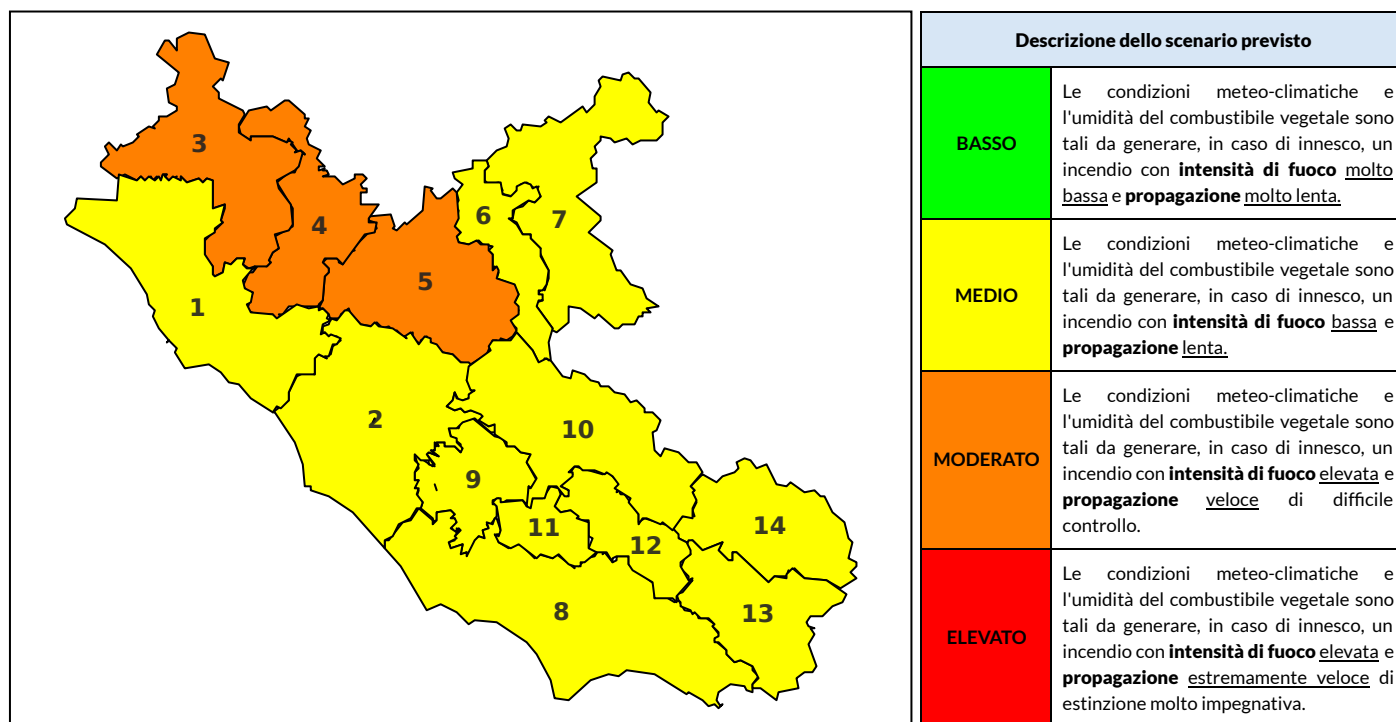 3
4
6
7
5
1
2
10
9
11
12
14
8
13
Descrizione dello scenario previsto
BASSO
Le condizioni meteo-climatiche e
l'umidità del combustibile vegetale sono
tali da generare, in caso di innesco, un
incendio con intensità di fuoco molto
bassa e propagazione molto lenta.
MEDIO
Le condizioni meteo-climatiche e
l'umidità del combustibile vegetale sono
tali da generare, in caso di innesco, un
incendio con intensità di fuoco bassa e
propagazione lenta.
MODERATO
Le condizioni meteo-climatiche e
l'umidità del combustibile vegetale sono
tali da generare, in caso di innesco, un
incendio con intensità di fuoco elevata e
propagazione veloce di difficile
controllo.
ELEVATO
Le condizioni meteo-climatiche e
l'umidità del combustibile vegetale sono
tali da generare, in caso di innesco, un
incendio con intensità di fuoco elevata e
propagazione estremamente veloce di
estinzione molto impegnativa.